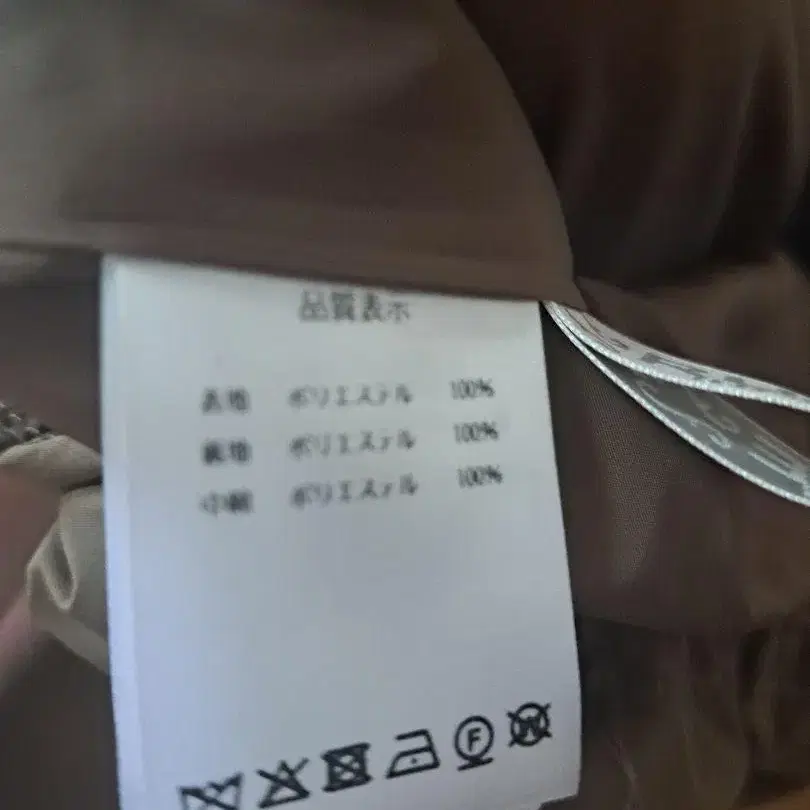 品質表示
表地 ポリエステル 100%
裏地 ポリエステル 100%
中綿 ポリエステル 100%
F W